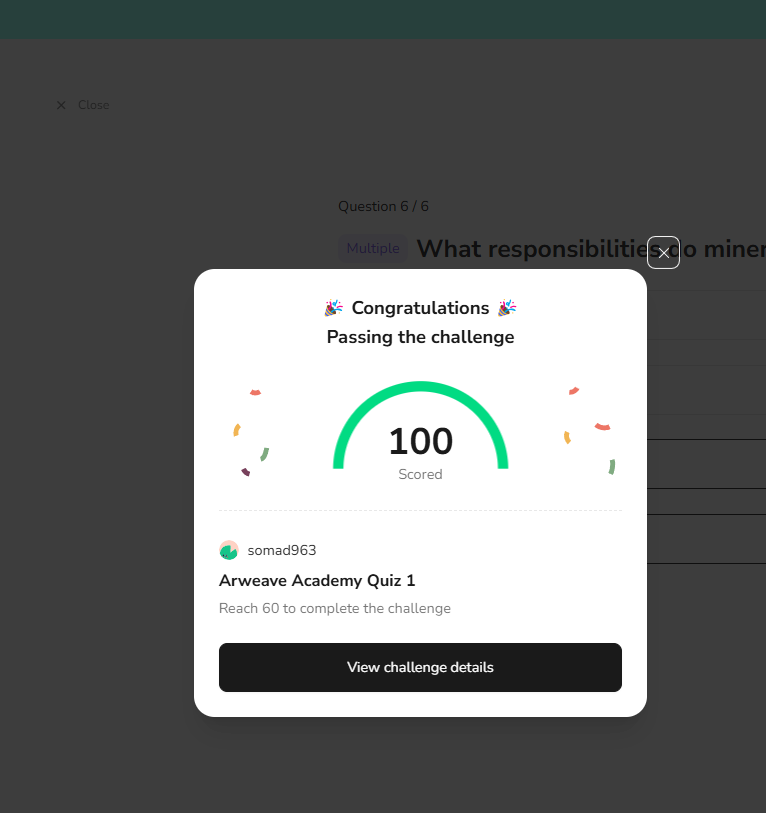 Close
Question 6 / 6
Multiple What responsibilities do
Congratulations
Passing the challenge
100
Scored
somad963
Arweave Academy Quiz 1
Reach 60 to complete the challenge
View challenge details